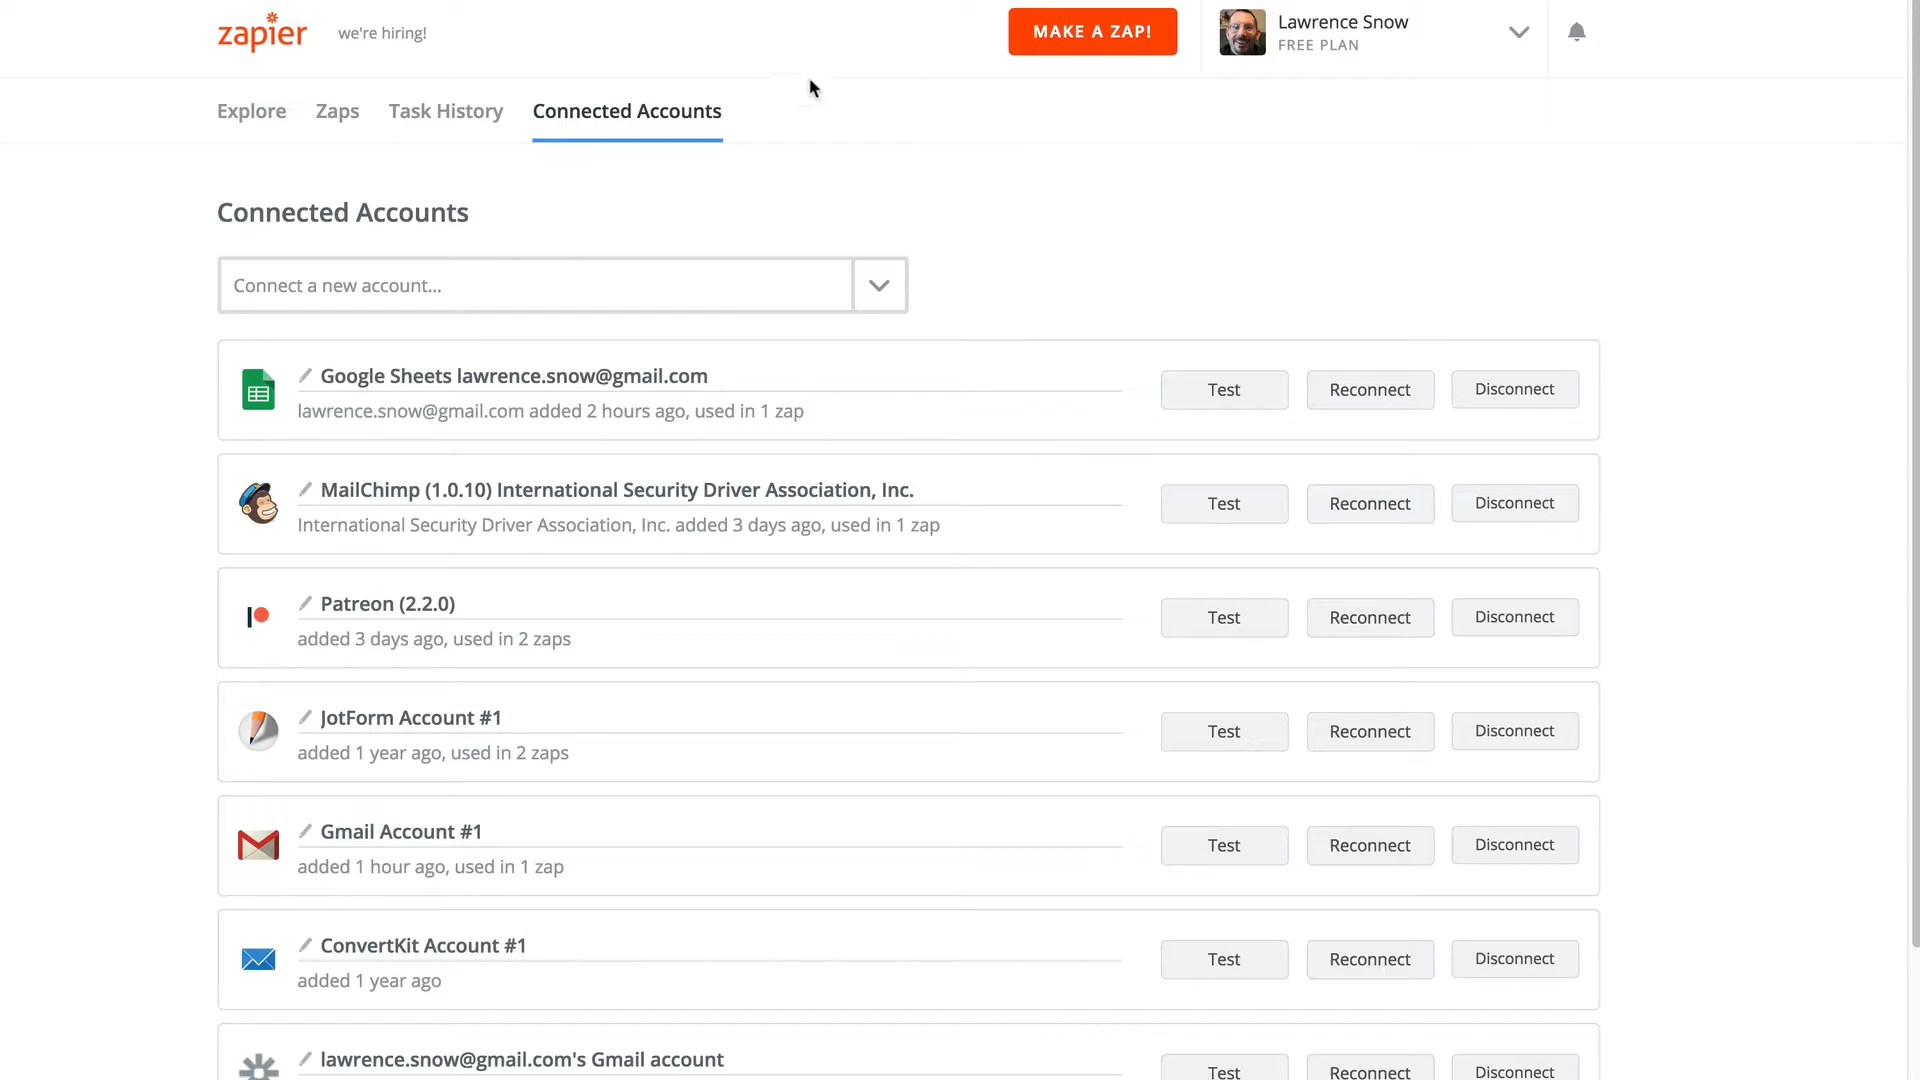 zapier
we're hiring!
MAKE A ZAP!
Lawrence Snow
FREE PLAN
Explore
Zaps
Task History
Connected Accounts
Connected Accounts
Connect a new account...
Google Sheets lawrence.snow@gmail.com
lawrence.snow@gmail.com added 2 hours ago, used in 1 zap
Test
Reconnect
Disconnect
MailChimp (1.0.10) International Security Driver Association, Inc.
International Security Driver Association, Inc. added 3 days ago, used in 1 zap
Test
Reconnect
Disconnect
Patreon (2.2.0)
added 3 days ago, used in 2 zaps
Test
Reconnect
Disconnect
JotForm Account #1
added 1 year ago, used in 2 zaps
Test
Reconnect
Disconnect
Gmail Account #1
added 1 hour ago, used in 1 zap
Test
Reconnect
Disconnect
ConvertKit Account #1
added 1 year ago
Test
Reconnect
Disconnect
lawrence.snow@gmail.com's Gmail account
Test
Reconnect
Disconnect